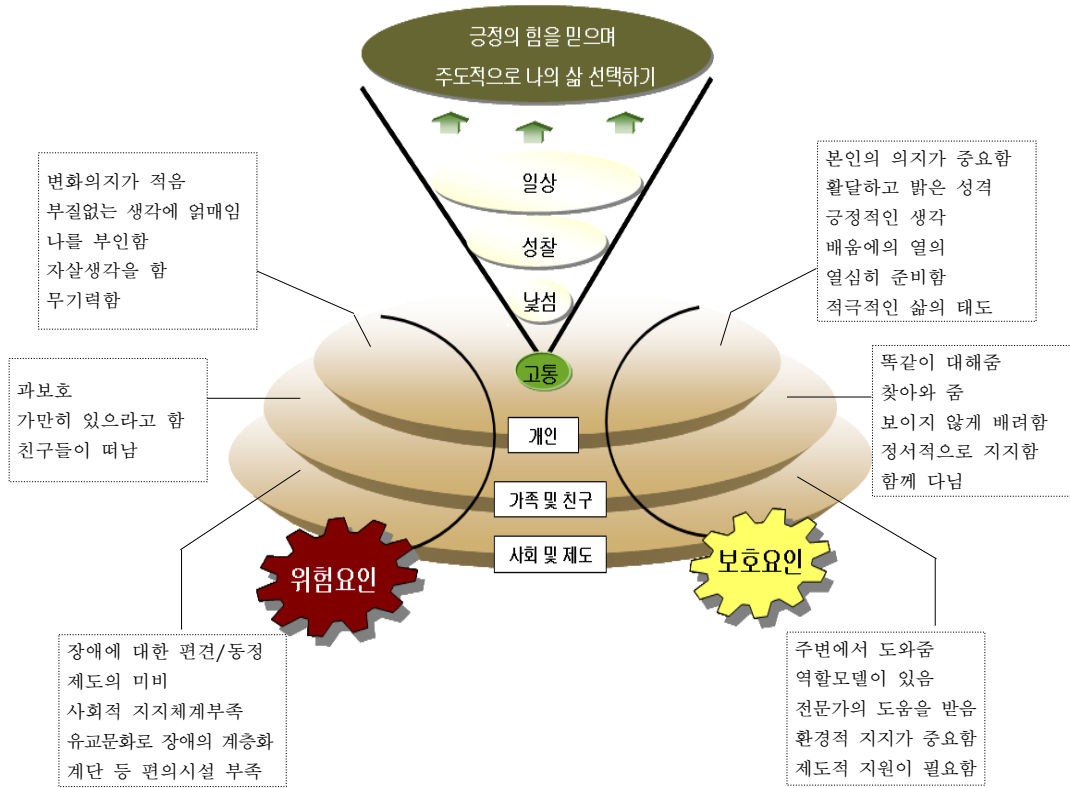 긍정의 힘을 믿으며
주도적으로 나의 삶 선택하기
일상
성찰
낯섬
고통
개인
가족 및 친구
사회 및 제도
변화의지가 적음
부질없는 생각에 얽매임
나를 부인함
자살생각을 함
무기력함
과보호
가만히 있으라고 함
친구들이 떠남
위험요인
장애에 대한 편견/동정
제도의 미비
사회적 지지체계부족
유교문화로 장애의 계층화
계단 등 편의시설 부족
본인의 의지가 중요함
활달하고 밝은 성격
긍정적인 생각
배움에의 열의
열심히 준비함
적극적인 삶의 태도
똑같이 대해줌
찾아와 줌
보이지 않게 배려함
정서적으로 지지함
함께 다님
보호요인
주변에서 도와줌
역할모델이 있음
전문가의 도움을 받음
환경적 지지가 중요함
제도적 지원이 필요함